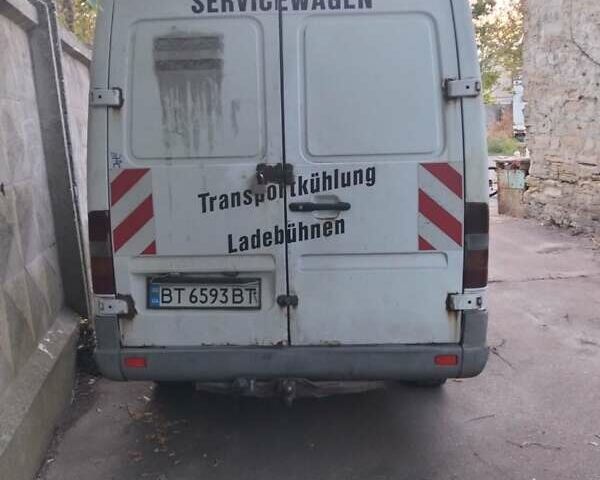 SERVICEWAGEN
Transportkühlung
Ladebühnen
BT 6593 BT